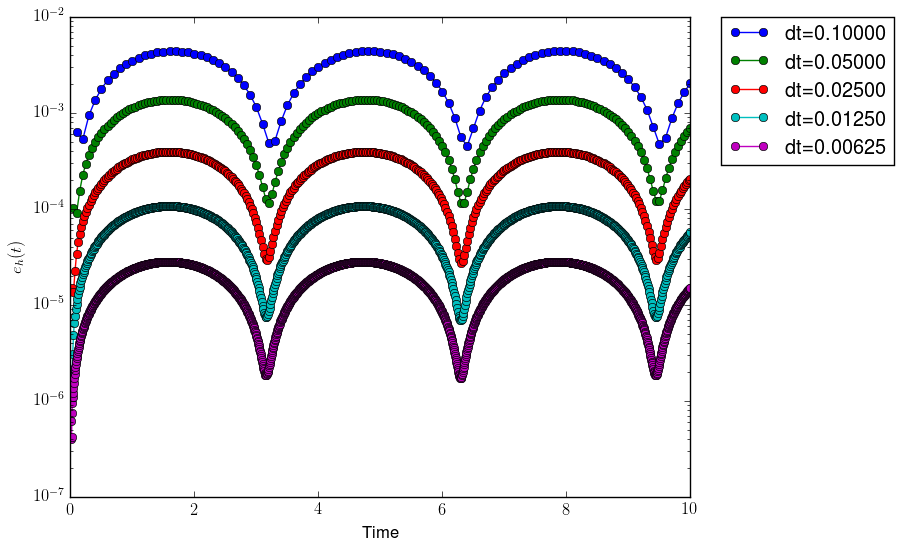 10⁻²
10⁻³
10⁻⁴
10⁻⁵
10⁻⁶
10⁻⁷
eₕ(t)
0 2 4 6 8 10
Time
dt=0.10000
dt=0.05000
dt=0.02500
dt=0.01250
dt=0.00625